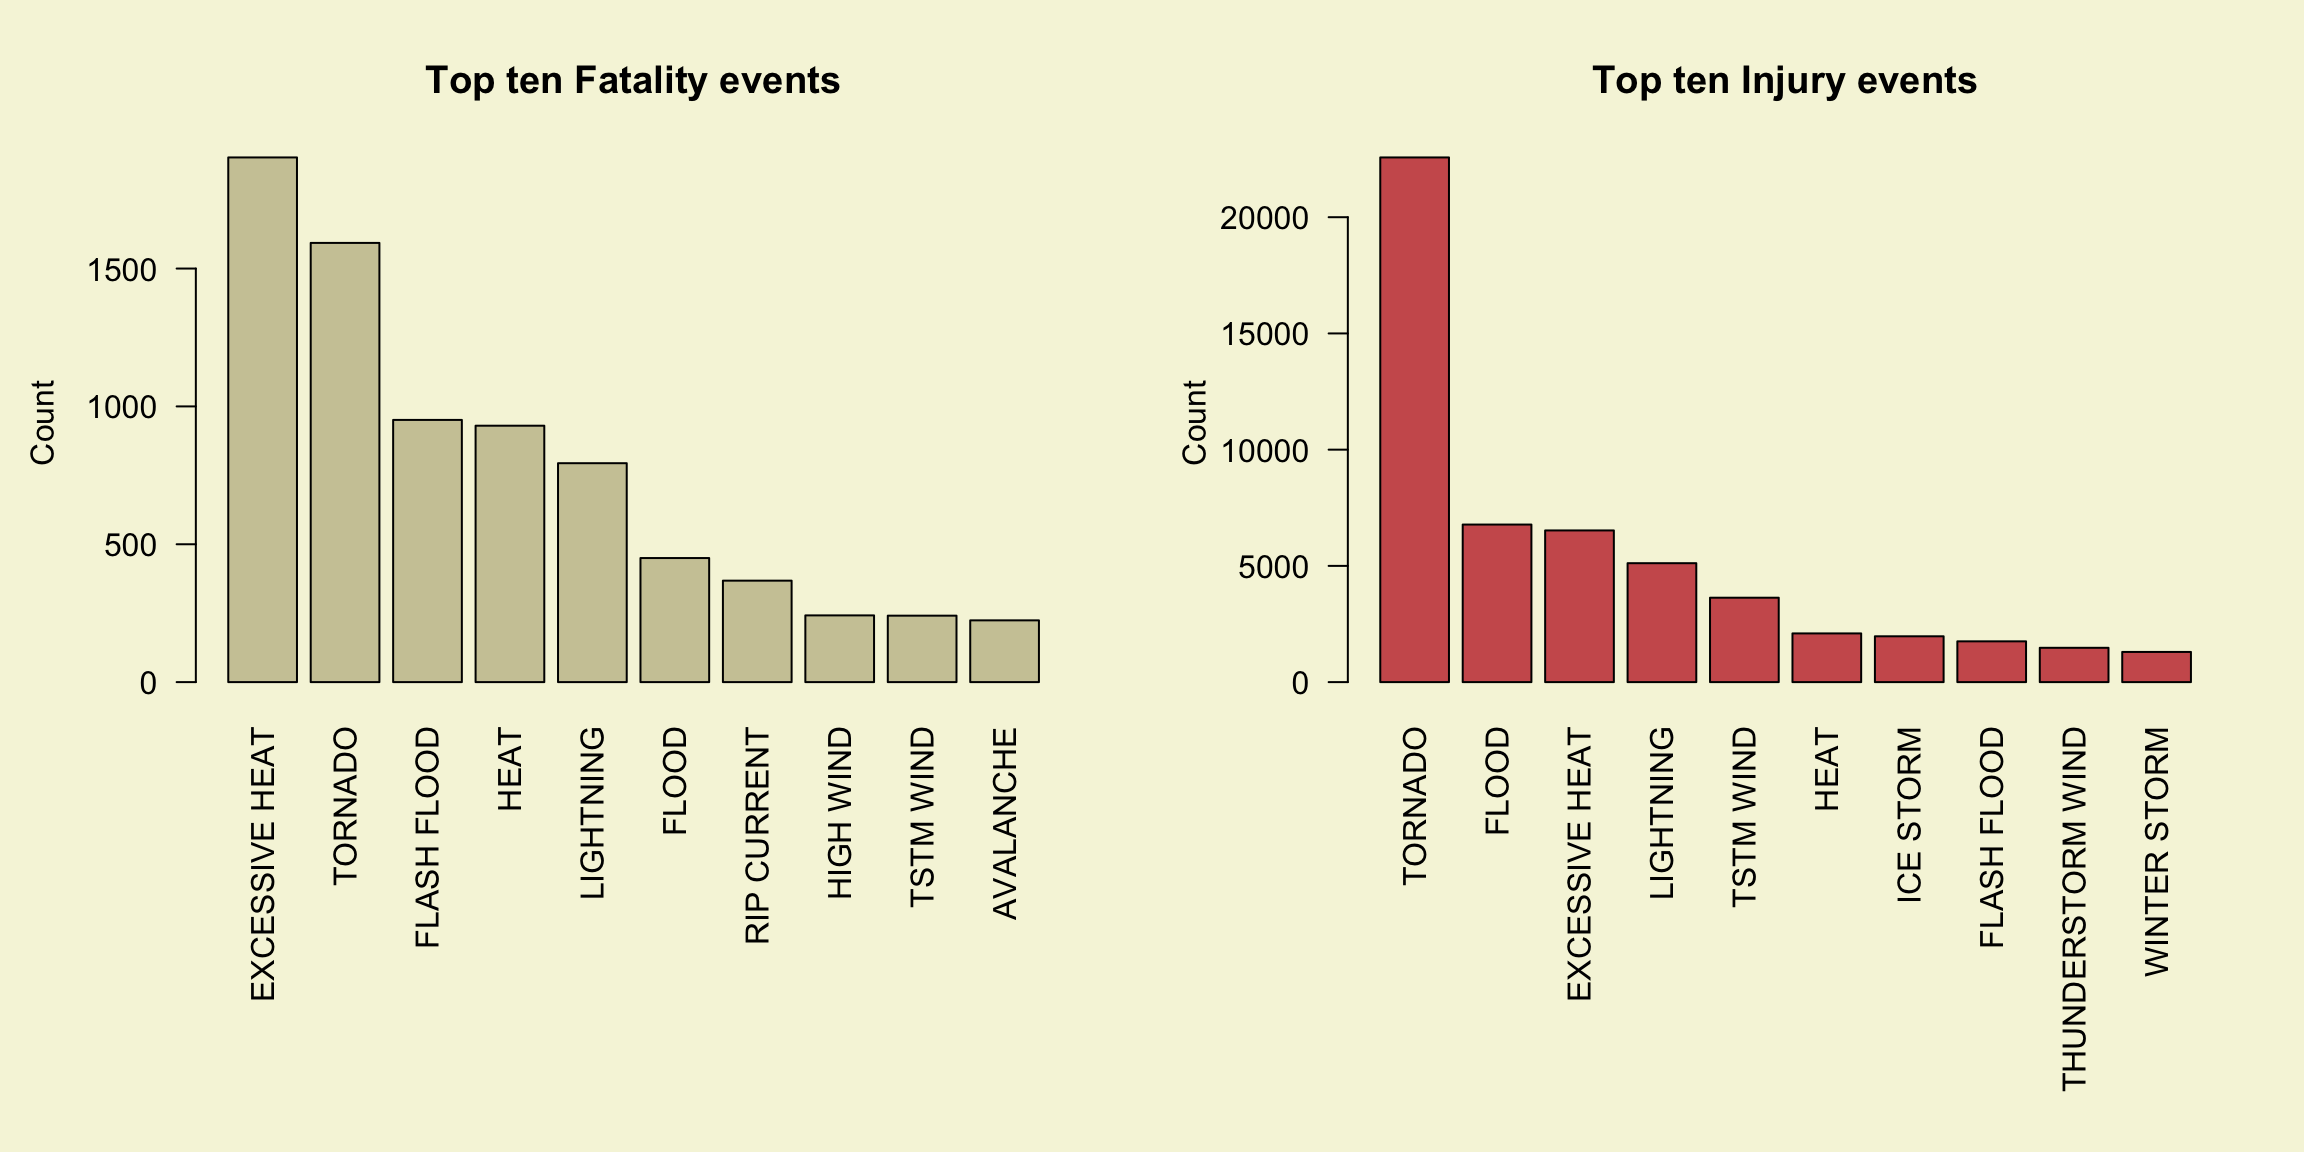 Top ten Fatality events
Count
1500
1000
500
0
EXCESSIVE HEAT
TORNADO
FLASH FLOOD
HEAT
LIGHTNING
FLOOD
RIP CURRENT
HIGH WIND
TSTM WIND
AVALANCHE
Top ten Injury events
Count
20000
15000
10000
5000
0
TORNADO
FLOOD
EXCESSIVE HEAT
LIGHTNING
TSTM WIND
HEAT
ICE STORM
FLASH FLOOD
THUNDERSTORM WIND
WINTER STORM